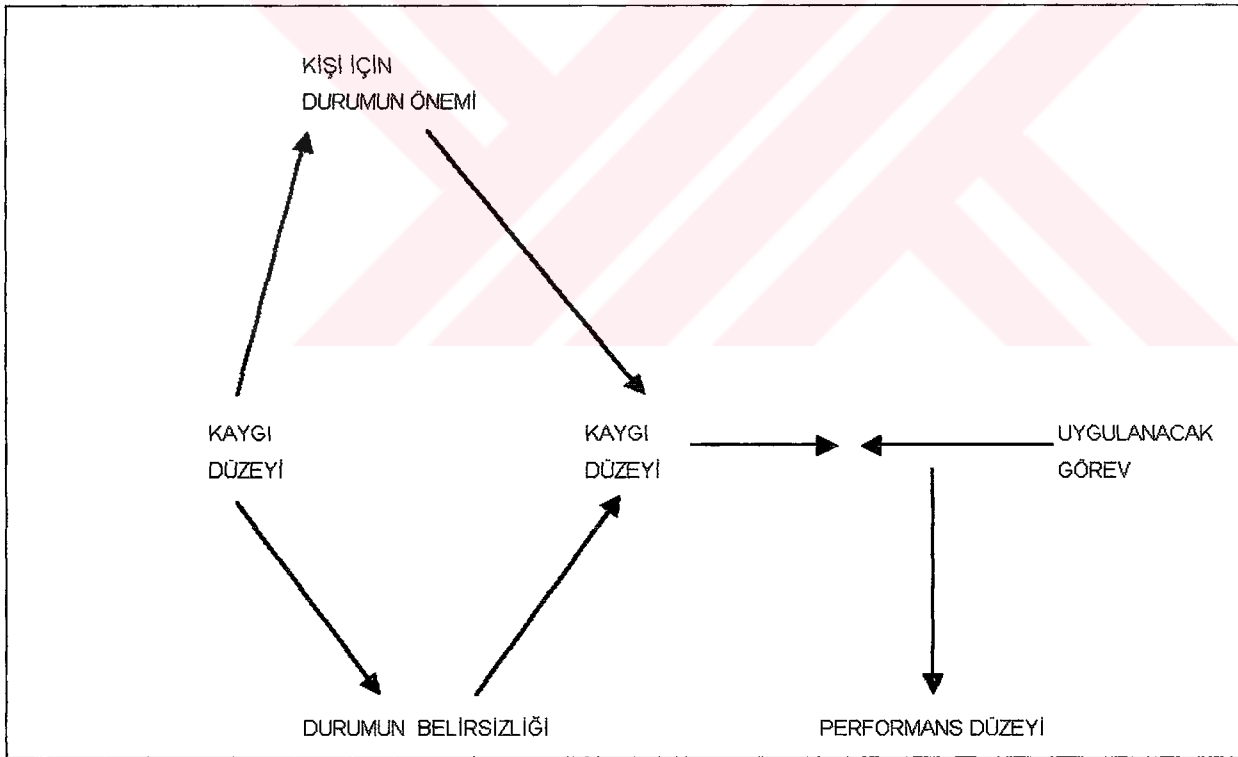 KİŞİ İÇİN
DURUMUN ÖNEMİ
KAYGI
DÜZEYİ
KAYGI
DÜZEYİ
UYGULANACAK
GÖREV
DURUMUN BELİRSİZLİĞİ
PERFORMANS DÜZEYİ